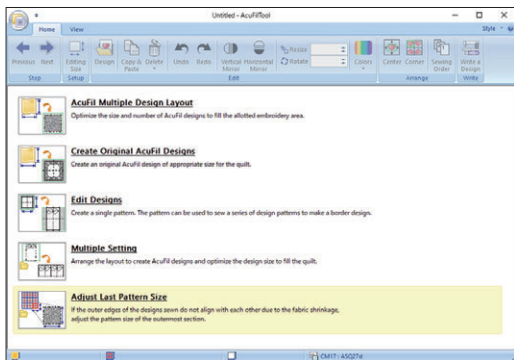 Untitled - AcuFilTool
Home View Style
Previous Next Editing Size Design Copy & Paste Delete Undo Redo Vertical Mirror Horizontal Mirror Resize Rotate Colors Center Corner Sewing Order Write a Design
Step Setup Edit Arrange Write
AcuFil Multiple Design Layout
Optimize the size and number of AcuFil designs to fill the allotted embroidery area.
Create Original AcuFil Designs
Create an original AcuFil design of appropriate size for the quilt.
Edit Designs
Create a single pattern. The pattern can be used to sew a series of design patterns to make a border design.
Multiple Setting
Arrange the layout to create AcuFil designs and optimize the design size to fill the quilt.
Adjust Last Pattern Size
If the outer edges of the designs sewn do not align with each other due to the fabric shrinkage,
adjust the pattern size of the outermost section.
CM17 : ASQ27d